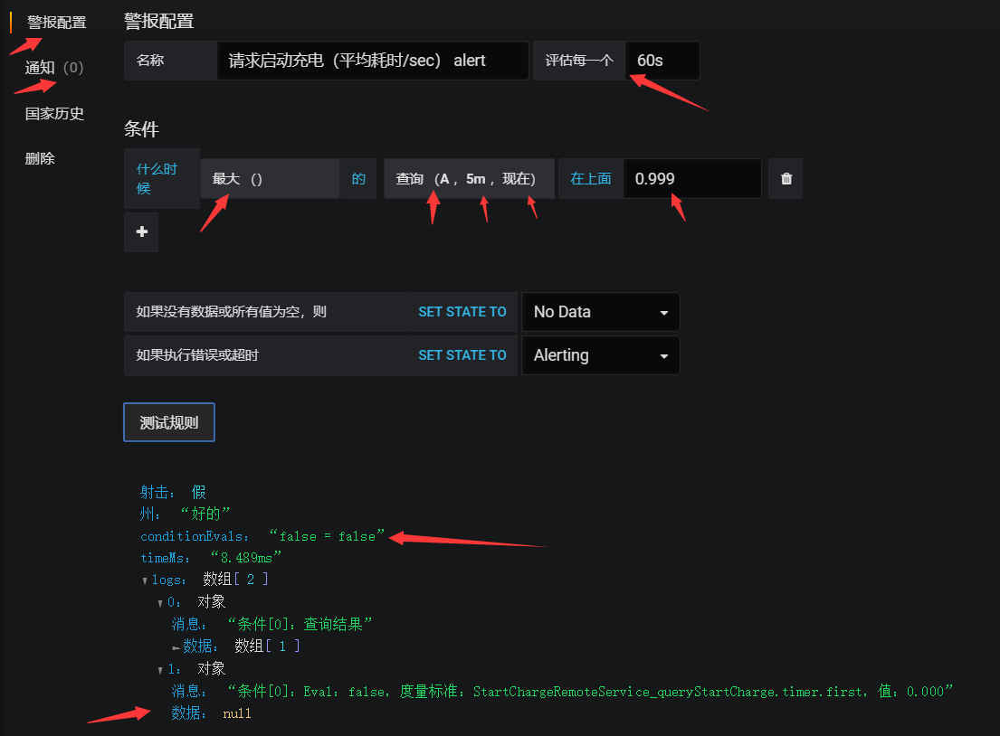 警报配置
通知 (0)
国家历史
删除
警报配置
名称 请求启动充电（平均耗时/sec） alert 评估每一个 60s
条件
什么时候 最大 () 的 查询 (A, 5m, 现在) 在上面 0.999
如果没有数据或所有值为空，则 SET STATE TO No Data
如果执行错误或超时 SET STATE TO Alerting
测试规则
射击： 假
州： “好的”
conditionEvals： “false = false”
timeMs： “8.489ms”
logs： 数组[ 2 ]
0： 对象
消息： “条件[0]：查询结果”
数据： 数组[ 1 ]
1： 对象
消息： “条件[0]：Eval：false，度量标准：StartChargeRemoteService_queryStartCharge.timer.first，值：0.000”
数据： null